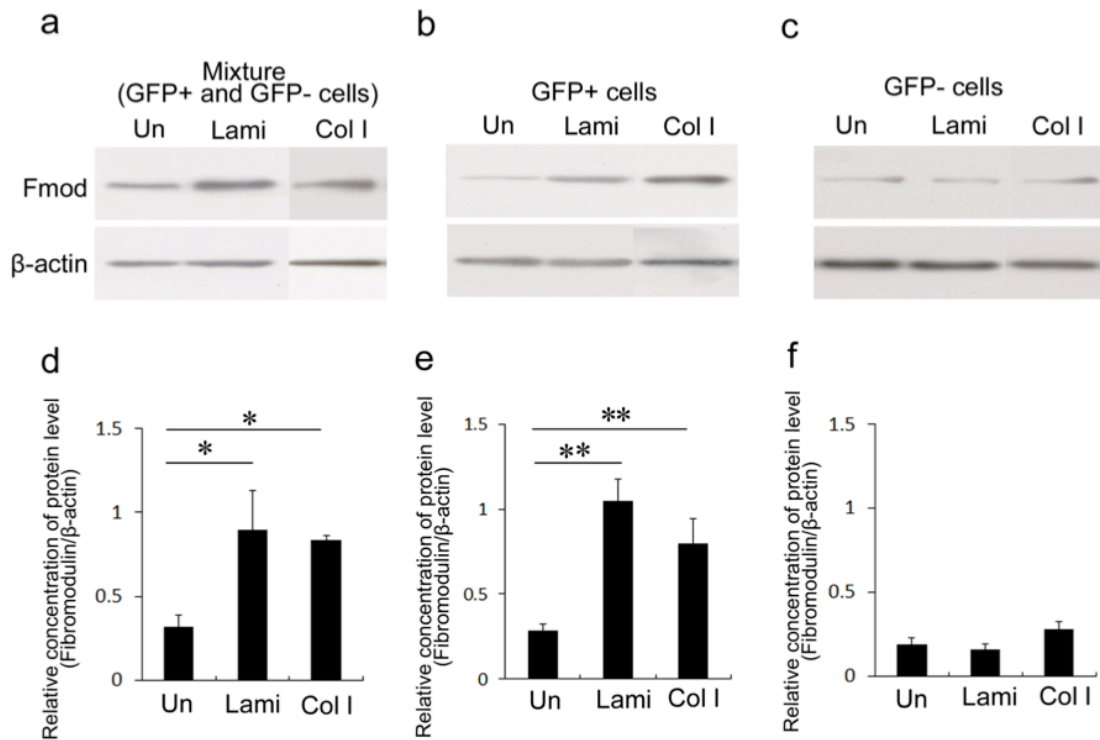 a
b
c
Mixture
(GFP+ and GFP- cells)
GFP+ cells
GFP- cells
Un Lami Col I
Un Lami Col I
Un Lami Col I
Fmod
β-actin
d
e
f
Relative concentration of protein level
(Fibromodulin/β-actin)
1.5
1
0.5
0
*
*
Un Lami Col I
Relative concentration of protein level
(Fibromodulin/β-actin)
1.5
1
0.5
0
**
**
Un Lami Col I
Relative concentration of protein level
(Fibromodulin/β-actin)
1.5
1
0.5
0
Un Lami Col I